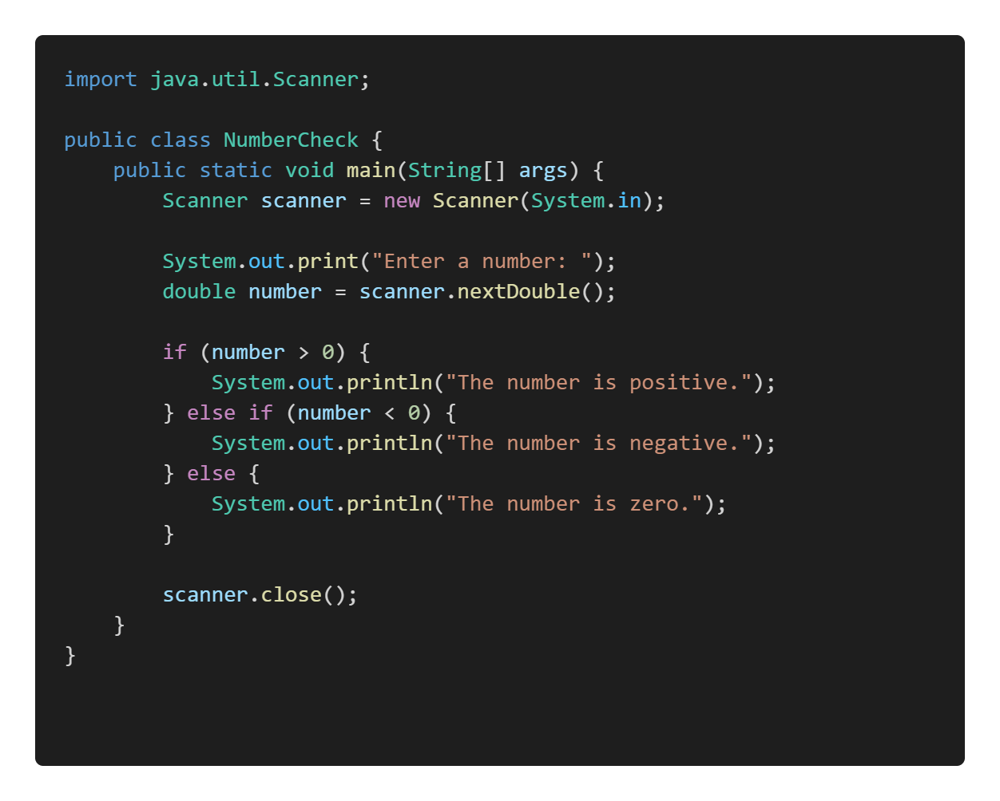 import java.util.Scanner;

public class NumberCheck {
    public static void main(String[] args) {
        Scanner scanner = new Scanner(System.in);

        System.out.print("Enter a number: ");
        double number = scanner.nextDouble();

        if (number > 0) {
            System.out.println("The number is positive.");
        } else if (number < 0) {
            System.out.println("The number is negative.");
        } else {
            System.out.println("The number is zero.");
        }

        scanner.close();
    }
}